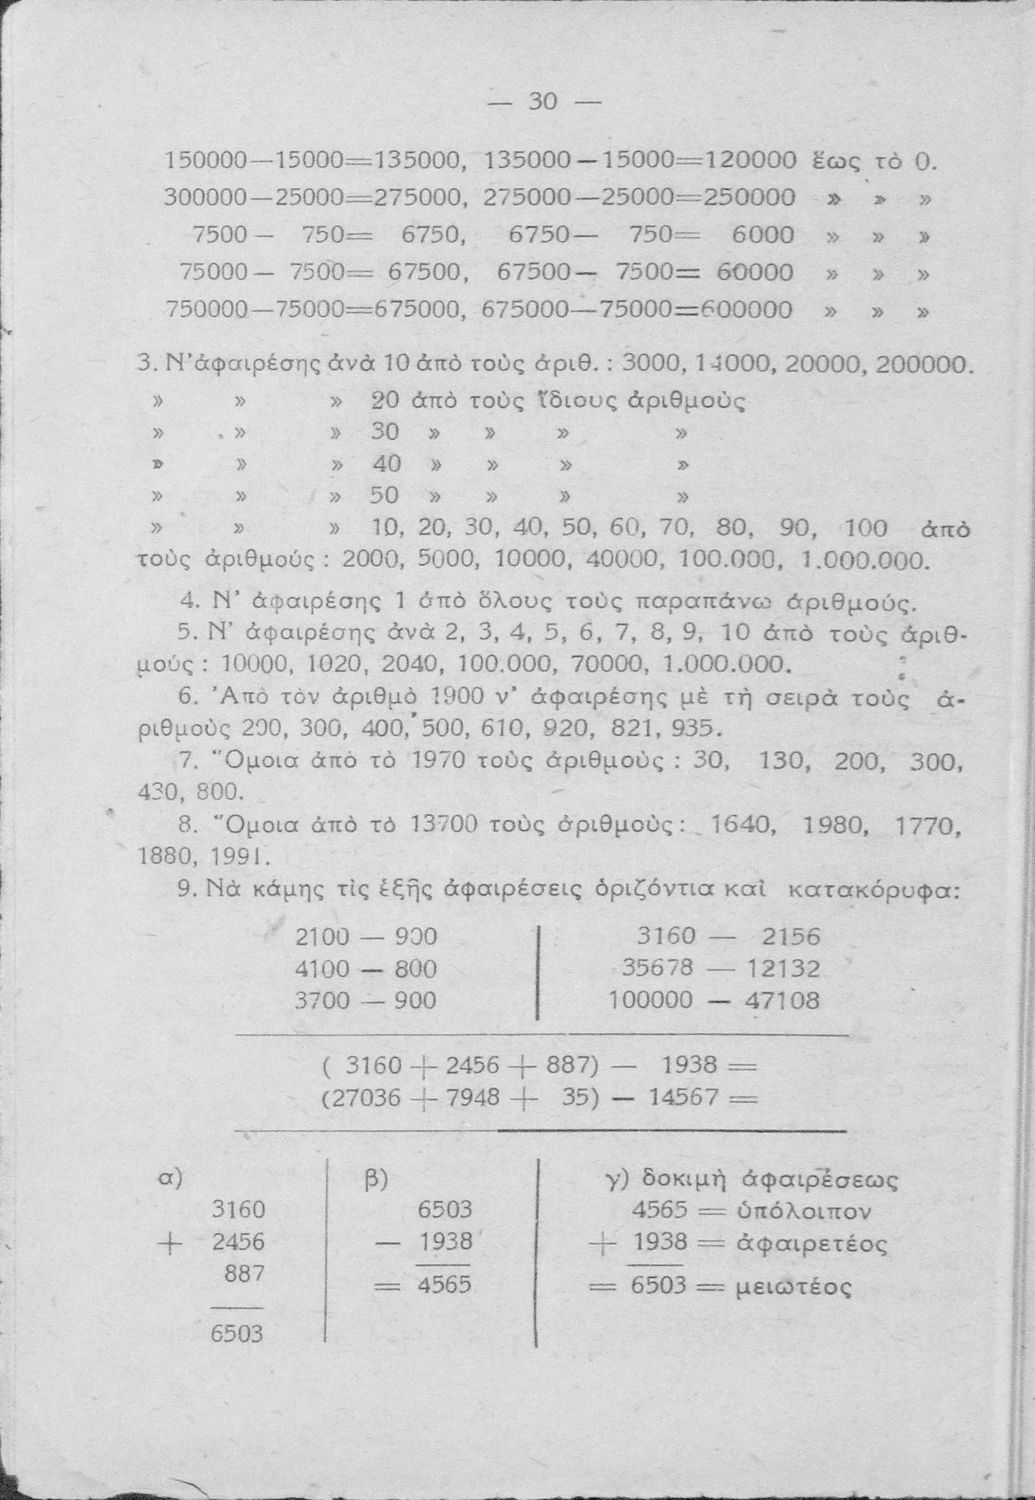 — 30 —
150000—15000=135000, 135000—15000=120000 ἕως τὸ 0.
300000—25000=275000, 275000—25000=250000 » » »
7500 — 750= 6750, 6750— 750= 6000 » » »
75000 — 7500= 67500, 67500— 7500= 60000 » » »
750000—75000=675000, 675000—75000=600000 » » »
3. Ν' ἀφαιρέσης ἀνὰ 10 ἀπὸ τοὺς ἀριθ. : 3000, 14000, 20000, 200000.
» » » 20 ἀπὸ τοὺς ἴδιους ἀριθμοὺς
» » » 30 » » » »
» » » 40 » » » »
» » » 50 » » » »
» » » 10, 20, 30, 40, 50, 60, 70, 80, 90, 100 ἀπὸ
τοὺς ἀριθμούς : 2000, 5000, 10000, 40000, 100.000, 1.000.000.
4. Ν' ἀφαιρέσης 1 ἀπὸ ὅλους τοὺς παραπάνω ἀριθμούς.
5. Ν' ἀφαιρέσης ἀνὰ 2, 3, 4, 5, 6, 7, 8, 9, 10 ἀπὸ τοὺς ἀριθ-
μούς : 10000, 1020, 2040, 100.000, 70000, 1.000.000.
6. Ἀπὸ τὸν ἀριθμὸ 1900 ν' ἀφαιρέσης μὲ τὴ σειρὰ τοὺς ἀ-
ριθμοὺς 200, 300, 400, 500, 610, 920, 821, 935.
7. Ὅμοια ἀπὸ τὸ 1970 τοὺς ἀριθμοὺς : 30, 130, 200, 300,
430, 800.
8. Ὅμοια ἀπὸ τὸ 13700 τοὺς ἀριθμοὺς : 1640, 1980, 1770,
1880, 1991.
9. Νὰ κάμης τὶς ἑξῆς ἀφαιρέσεις ὁριζόντια καὶ κατακόρυφα:
2100 — 900 3160 — 2156
4100 — 800 35678 — 12132
3700 — 900 100000 — 47108
( 3160 + 2456 + 887) — 1938 =
(27036 + 7948 + 35) — 14567 =
α) β) γ) δοκιμὴ ἀφαιρέσεως
3160 6503 4565 = ὑπόλοιπον
+ 2456 — 1938 + 1938 = ἀφαιρετέος
887 = 4565 = 6503 = μειωτέος
6503